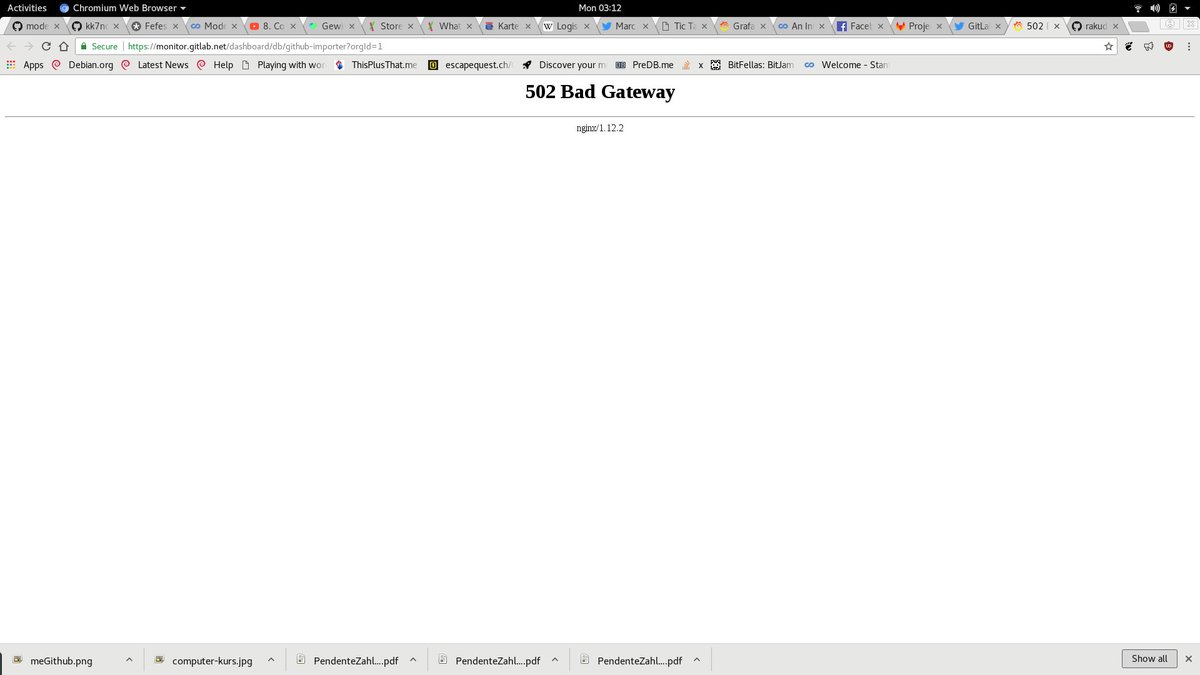 Activities Chromium Web Browser Mon 03:12
mode kk7no Fefes Mode 8. Co Gewi Store What Karte Logis Marc Tic Ta Grafa An In Faceb Proje GitLa 502 rakud
Secure https://monitor.gitlab.net/dashboard/db/github-importer?orgId=1
Apps Debian.org Latest News Help Playing with wor ThisPlusThat.me escapequest.ch/ Discover your m PreDB.me x BitFellas: BitJam Welcome - Stan
502 Bad Gateway
nginx/1.12.2
meGithub.png computer-kurs.jpg PendenteZahl....pdf PendenteZahl....pdf PendenteZahl....pdf Show all